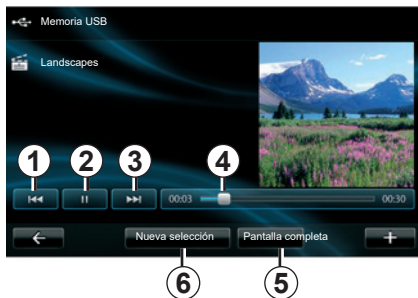 Memoria USB
Landscapes
1 2 3 4
00:03 00:30
Nueva selección Pantalla completa
6 5